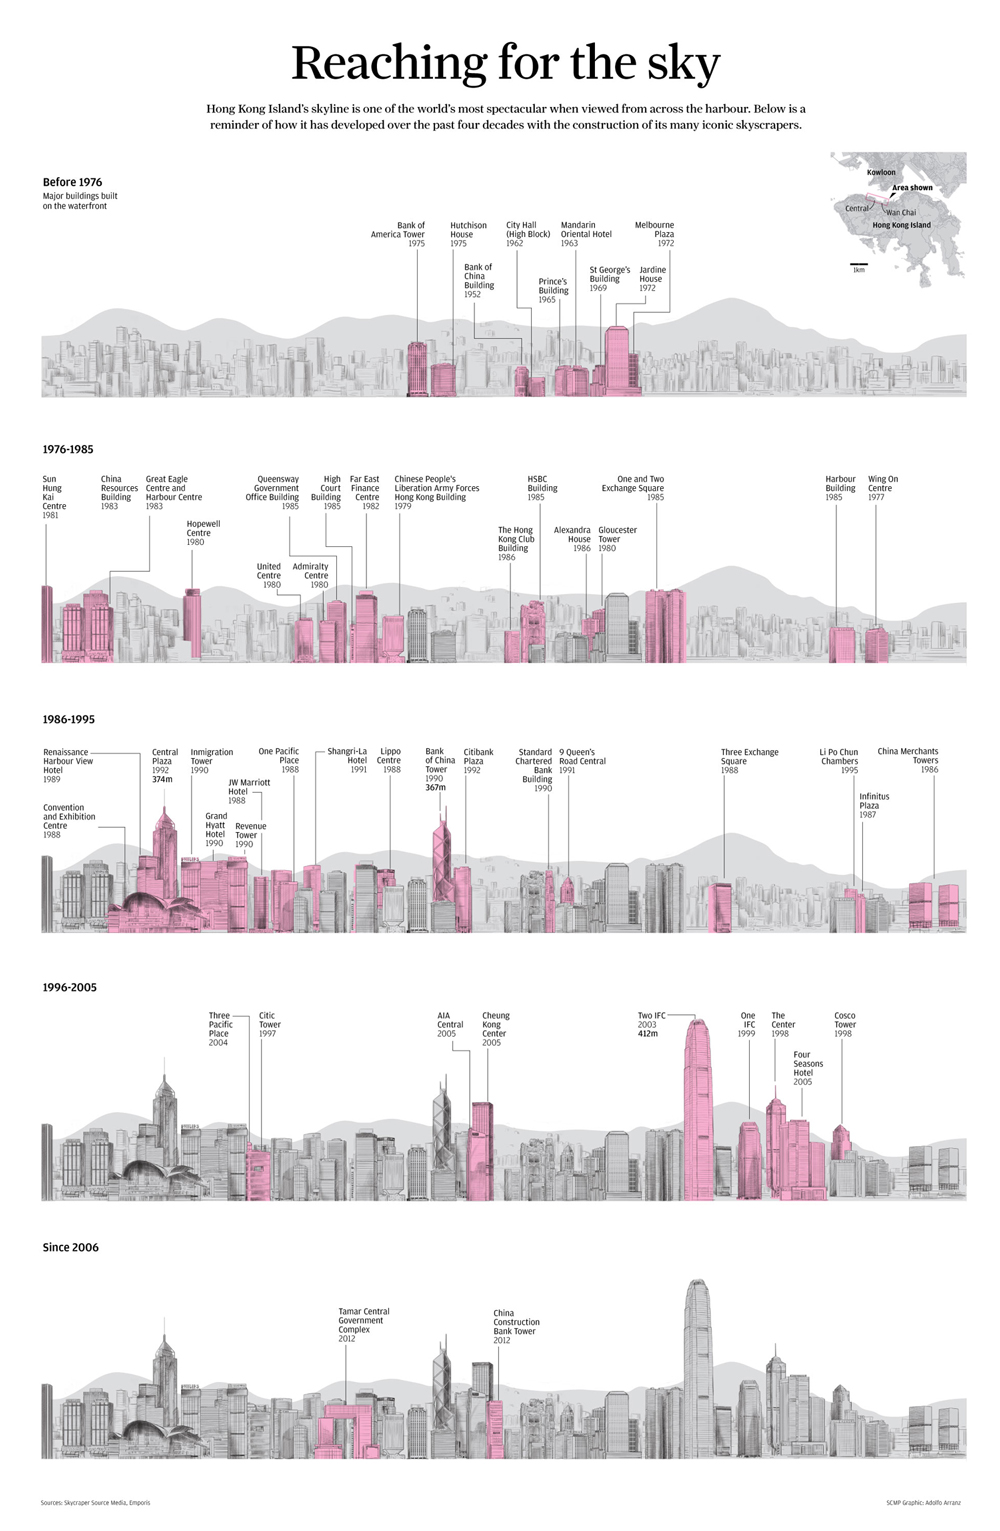 Reaching for the sky
Hong Kong Island's skyline is one of the world's most spectacular when viewed from across the harbour. Below is a
reminder of how it has developed over the past four decades with the construction of its many iconic skyscrapers.
Before 1976
Major buildings built
on the waterfront
Kowloon
Area shown
Central
Wan Chai
Hong Kong Island
1km
Bank of
America Tower
1975
Hutchison
House
1975
City Hall
(High Block)
1962
Mandarin
Oriental Hotel
1963
Melbourne
Plaza
1972
Bank of
China
Building
1952
Prince's
Building
1965
St George's
Building
1969
Jardine
House
1972
1976-1985
Sun
Hung
Kai
Centre
1981
China
Resources
Building
1983
Great Eagle
Centre and
Harbour Centre
1983
Hopewell
Centre
1980
Queensway
Government
Office Building
1985
High
Court
Building
1985
Far East
Finance
Centre
1982
Chinese People's
Liberation Army Forces
Hong Kong Building
1979
United
Centre
1980
Admiralty
Centre
1980
HSBC
Building
1985
The Hong
Kong Club
Building
1986
Alexandra
House
1986
Gloucester
Tower
1980
One and Two
Exchange Square
1985
Harbour
Building
1985
Wing On
Centre
1977
1986-1995
Renaissance
Harbour View
Hotel
1989
Convention
and Exhibition
Centre
1988
Central
Plaza
1992
374m
Inmigration
Tower
1990
Grand
Hyatt
Hotel
1990
JW Marriott
Hotel
1988
Revenue
Tower
1990
One Pacific
Place
1988
Shangri-La
Hotel
1991
Lippo
Centre
1988
Bank
of China
Tower
1990
367m
Citibank
Plaza
1992
Standard
Chartered
Bank
Building
1990
9 Queen's
Road Central
1991
Three Exchange
Square
1988
Li Po Chun
Chambers
1995
Infinitus
Plaza
1987
China Merchants
Towers
1986
1996-2005
Three
Pacific
Place
2004
Citic
Tower
1997
AIA
Central
2005
Cheung
Kong
Center
2005
Two IFC
2003
412m
One
IFC
1999
The
Center
1998
Four
Seasons
Hotel
2005
Cosco
Tower
1998
Since 2006
Tamar Central
Government
Complex
2012
China
Construction
Bank Tower
2012
Sources: Skycraper Source Media, Emporis
SCMP Graphic: Adolfo Arranz